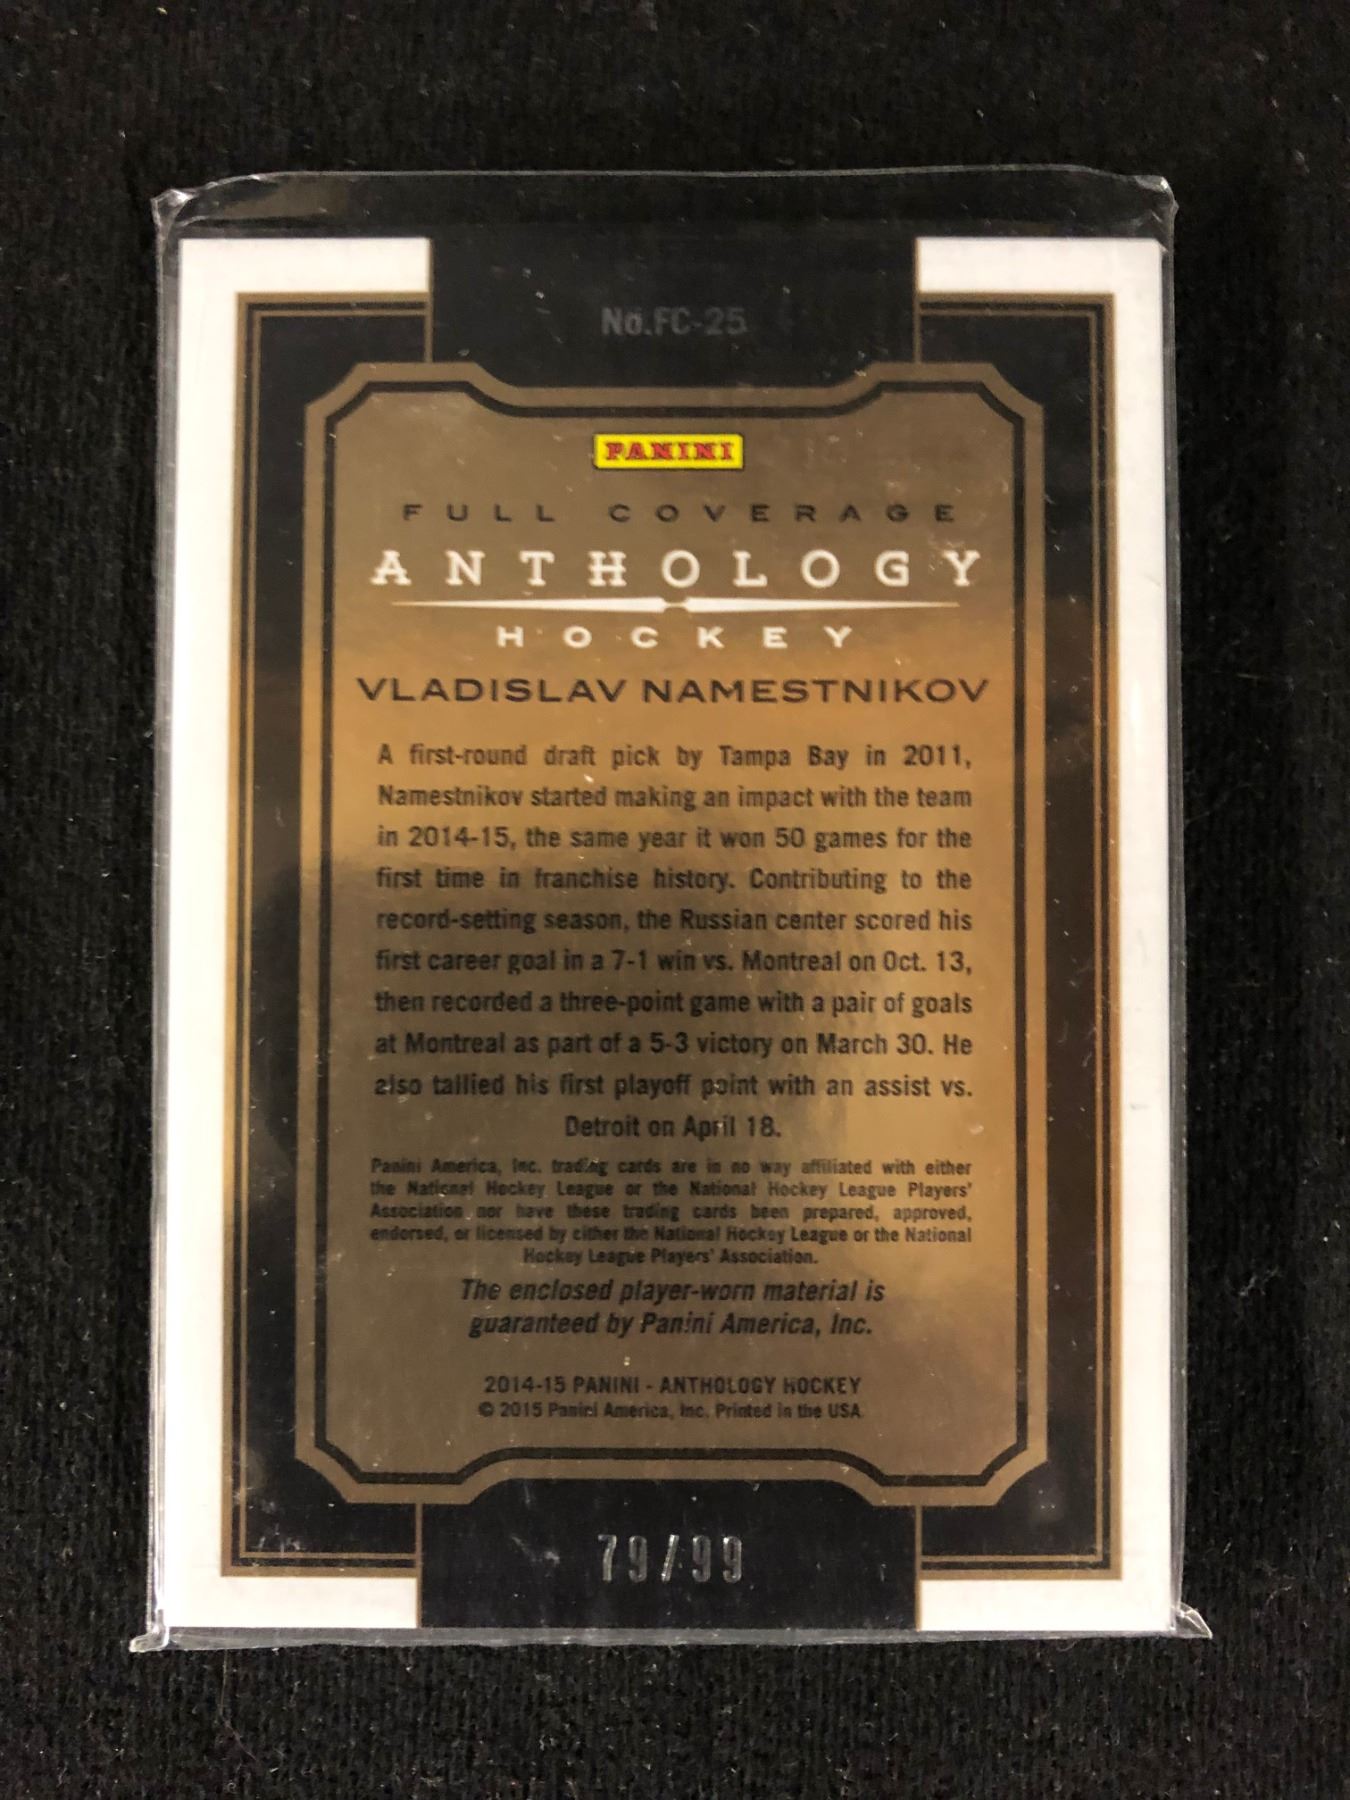 No.FC-25
PANINI
FULL COVERAGE
ANTHOLOGY
HOCKEY
VLADISLAV NAMESTNIKOV
A first-round draft pick by Tampa Bay in 2011,
Namestnikov started making an impact with the team
in 2014-15, the same year it won 50 games for the
first time in franchise history. Contributing to the
record-setting season, the Russian center scored his
first career goal in a 7-1 win vs. Montreal on Oct. 13,
then recorded a three-point game with a pair of goals
at Montreal as part of a 5-3 victory on March 30. He
also tallied his first playoff point with an assist vs.
Detroit on April 18.
Panini America, Inc. trading cards are in no way affiliated with either
the National Hockey League or the National Hockey League Players'
Association nor have these trading cards been prepared, approved,
endorsed, or licensed by either the National Hockey League or the National
Hockey League Players' Association.
The enclosed player-worn material is
guaranteed by Panini America, Inc.
2014-15 PANINI - ANTHOLOGY HOCKEY
© 2015 Panini America, Inc. Printed in the USA
79/99